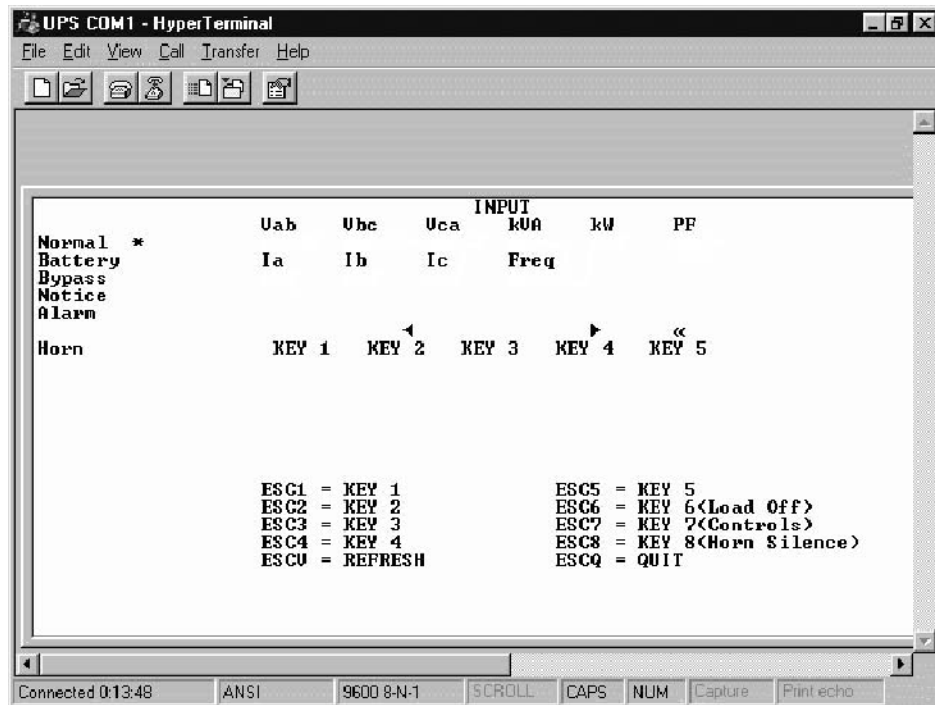 UPS COM1 - HyperTerminal
File Edit View Call Transfer Help
INPUT
Vab Vbc Vca kVA kW PF
Normal *
Battery Ia Ib Ic Freq
Bypass
Notice
Alarm
◄ ► «
Horn KEY 1 KEY 2 KEY 3 KEY 4 KEY 5
ESC1 = KEY 1 ESC5 = KEY 5
ESC2 = KEY 2 ESC6 = KEY 6(Load Off)
ESC3 = KEY 3 ESC7 = KEY 7(Controls)
ESC4 = KEY 4 ESC8 = KEY 8(Horn Silence)
ESCV = REFRESH ESCQ = QUIT
Connected 0:13:48 ANSI 9600 8-N-1 SCROLL CAPS NUM Capture Print echo